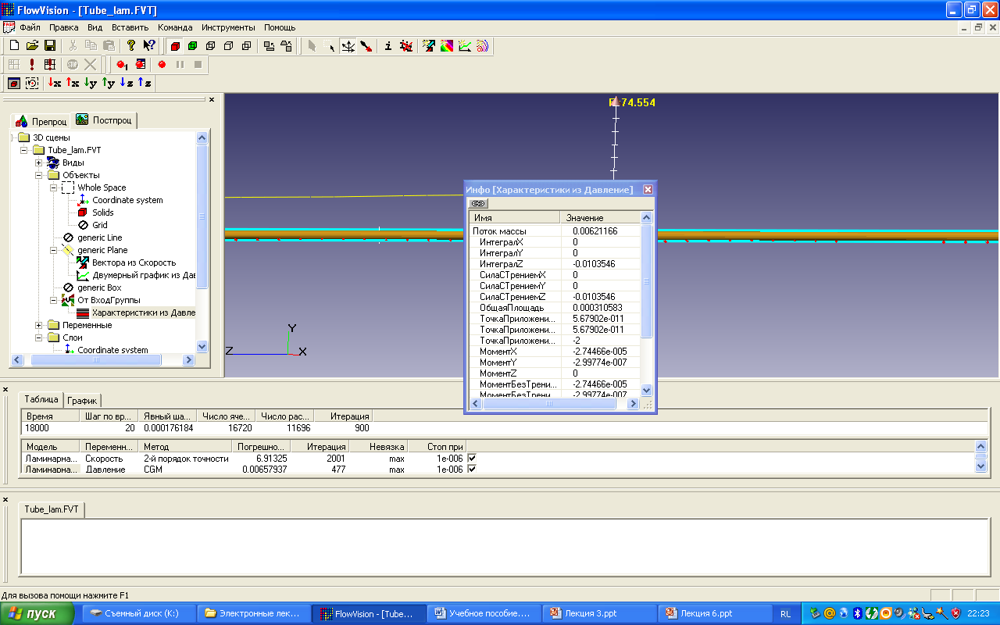 FlowVision - [Tube_lam.FVT]
Файл Правка Вид Вставить Команда Инструменты Помощь
x x y y z z
Препроц Постпроц
3D сцены
Tube_lam.FVT
Виды
Объекты
Whole Space
Coordinate system
Solids
Grid
generic Line
generic Plane
Вектора из Скорость
Двумерный график из Дав
generic Box
От ВходГруппы
Характеристики из Давле
Переменные
Слои
Coordinate system
74.554
Y
Z X
Инфо [Характеристики из Давление]
Имя Значение
Поток массы 0.00621166
ИнтегралX 0
ИнтегралY 0
ИнтегралZ -0.0103546
СилаСТрениемX 0
СилаСТрениемY 0
СилаСТрениемZ -0.0103546
ОбщаяПлощадь 0.000310583
ТочкаПриложени... 5.67902e-011
ТочкаПриложени... 5.67902e-011
ТочкаПриложени... -2
МоментX -2.74466e-005
МоментY -2.99774e-007
МоментZ 0
МоментБезТрени... -2.74466e-005
МоментБезТрени... -2.99774e-007
Таблица График
Время Шаг по вр... Явный ша... Число яче... Число рас... Итерация
18000 20 0.000176184 16720 11696 900
Модель Переменн... Метод Погрешно... Итерация Невязка Стоп при
Ламинарна... Скорость 2-й порядок точности 6.91325 2001 max 1e-006
Ламинарна... Давление CGM 0.00657937 477 max 1e-006
Tube_lam.FVT
Для вызова помощи нажмите F1
пуск Съемный диск (K:) Электронные лек... FlowVision - [Tube... Учебное пособие.... Лекция 3.ppt Лекция 6.ppt RL 22:23